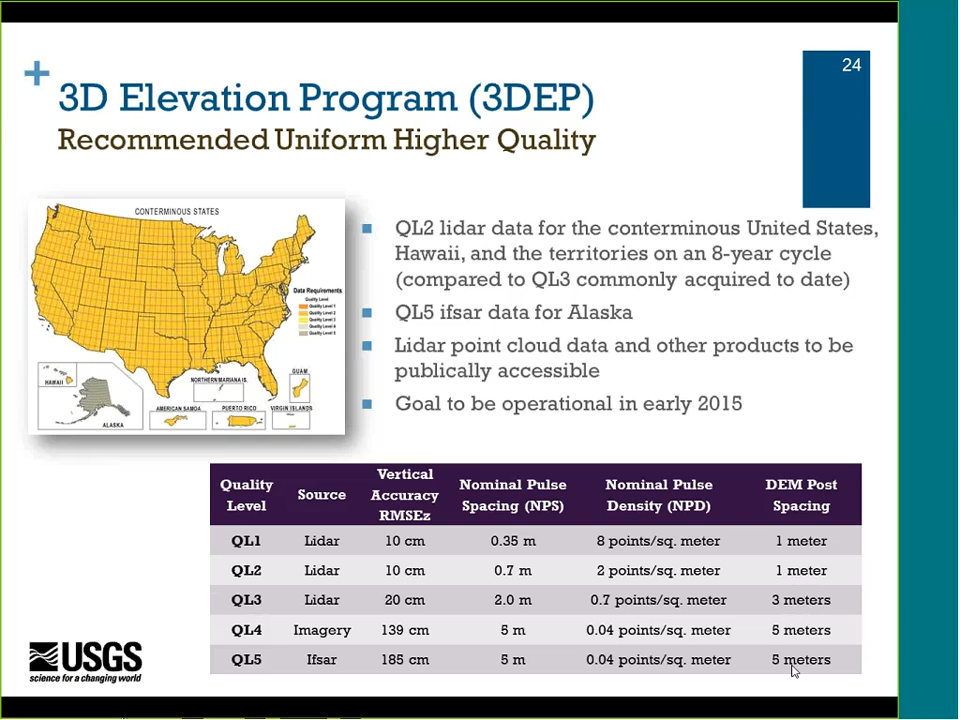 24
3D Elevation Program (3DEP)
Recommended Uniform Higher Quality
CONTERMINOUS STATES
Data Requirements
Quality Level
Quality Level 1
Quality Level 2
Quality Level 3
Quality Level 4
Quality Level 5
HAWAII
ALASKA
NORTHERN MARIANA IS.
GUAM
AMERICAN SAMOA
PUERTO RICO
VIRGIN ISLANDS
QL2 lidar data for the conterminous United States,
Hawaii, and the territories on an 8-year cycle
(compared to QL3 commonly acquired to date)
QL5 ifsar data for Alaska
Lidar point cloud data and other products to be
publically accessible
Goal to be operational in early 2015
Quality Level Source Vertical Accuracy RMSEz Nominal Pulse Spacing (NPS) Nominal Pulse Density (NPD) DEM Post Spacing
QL1 Lidar 10 cm 0.35 m 8 points/sq. meter 1 meter
QL2 Lidar 10 cm 0.7 m 2 points/sq. meter 1 meter
QL3 Lidar 20 cm 2.0 m 0.7 points/sq. meter 3 meters
QL4 Imagery 139 cm 5 m 0.04 points/sq. meter 5 meters
QL5 Ifsar 185 cm 5 m 0.04 points/sq. meter 5 meters
USGS
science for a changing world